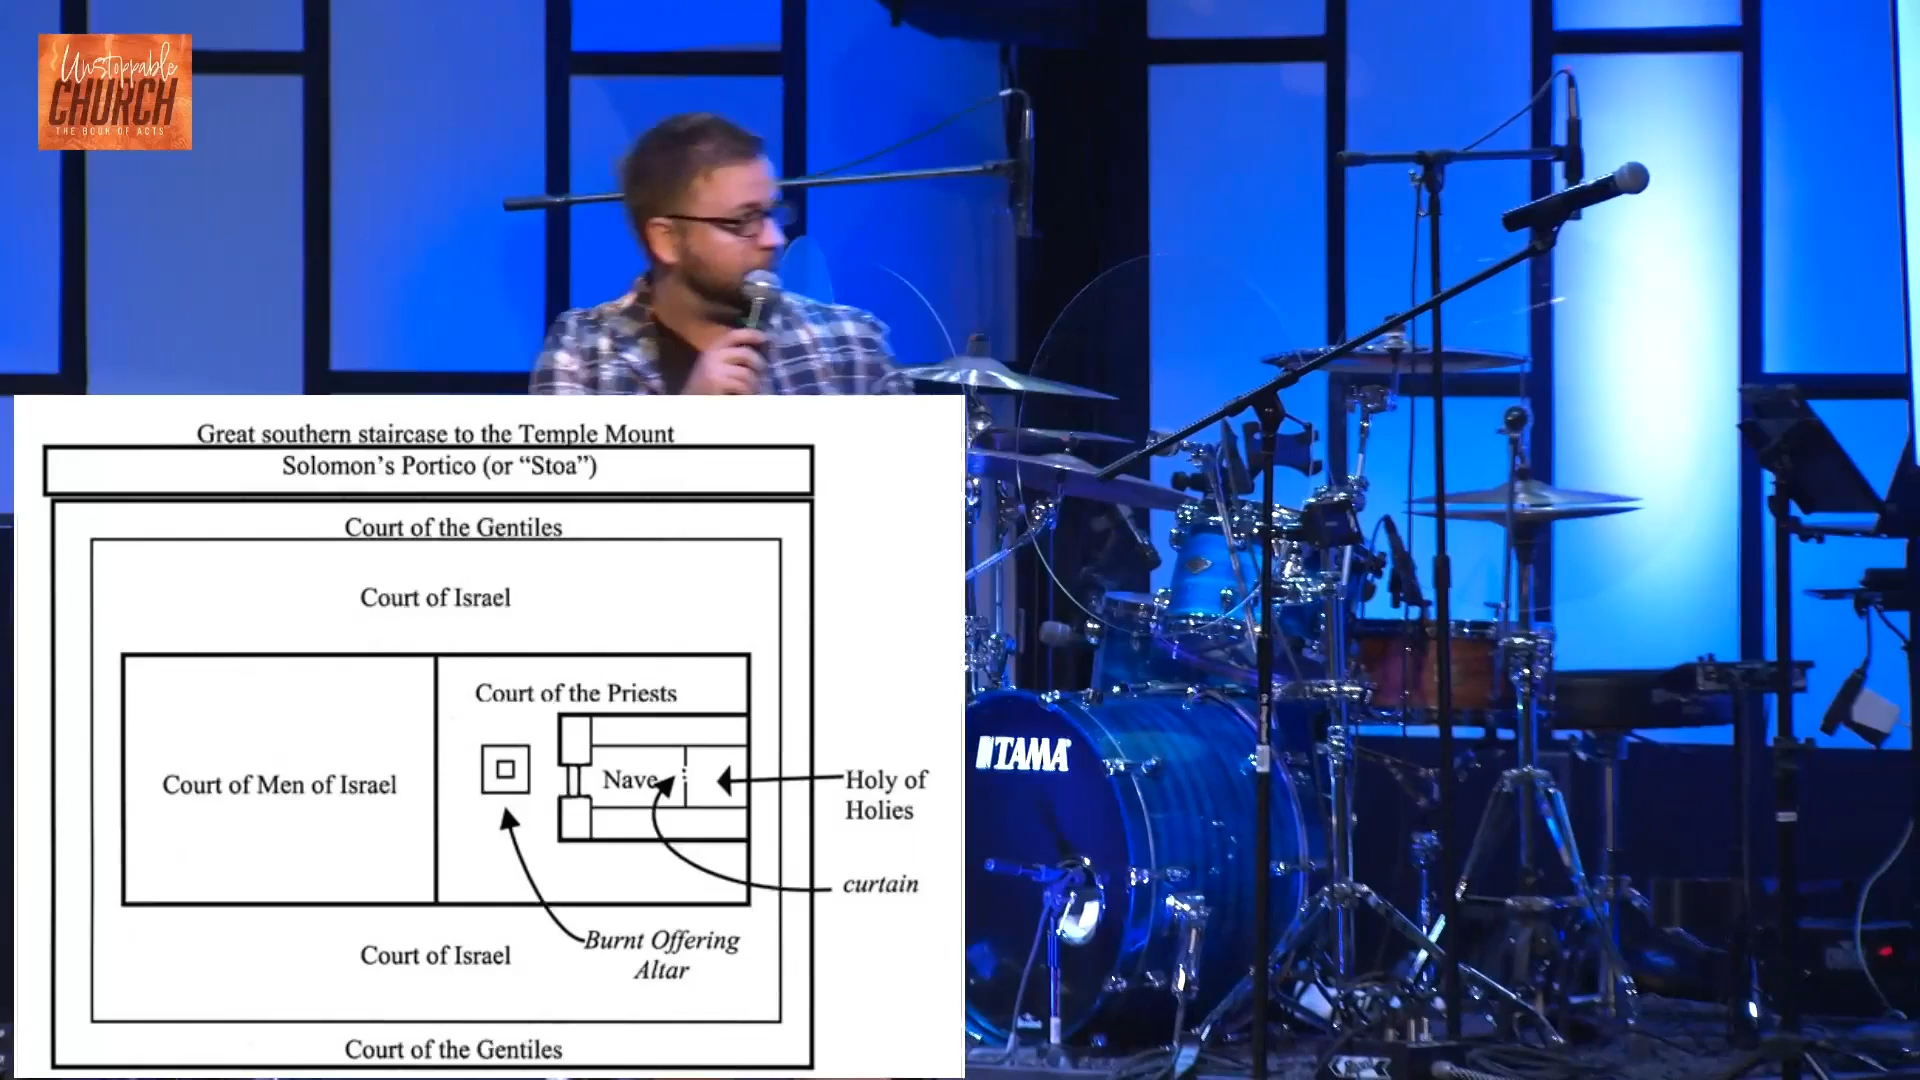 Unstoppable
CHURCH
THE BOOK OF ACTS
Great southern staircase to the Temple Mount
Solomon's Portico (or “Stoa”)
Court of the Gentiles
Court of Israel
Court of the Priests
Court of Men of Israel
Nave
Holy of
Holies
curtain
Burnt Offering
Altar
Court of Israel
Court of the Gentiles
TAMA